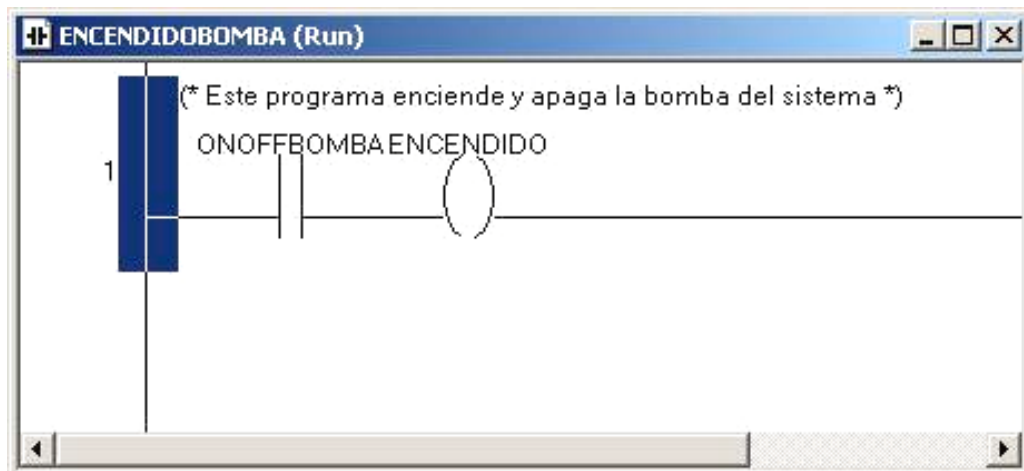 ENCENDIDOBOMBA (Run)
(* Este programa enciende y apaga la bomba del sistema *)
ONOFFBOMBA ENCENDIDO
1